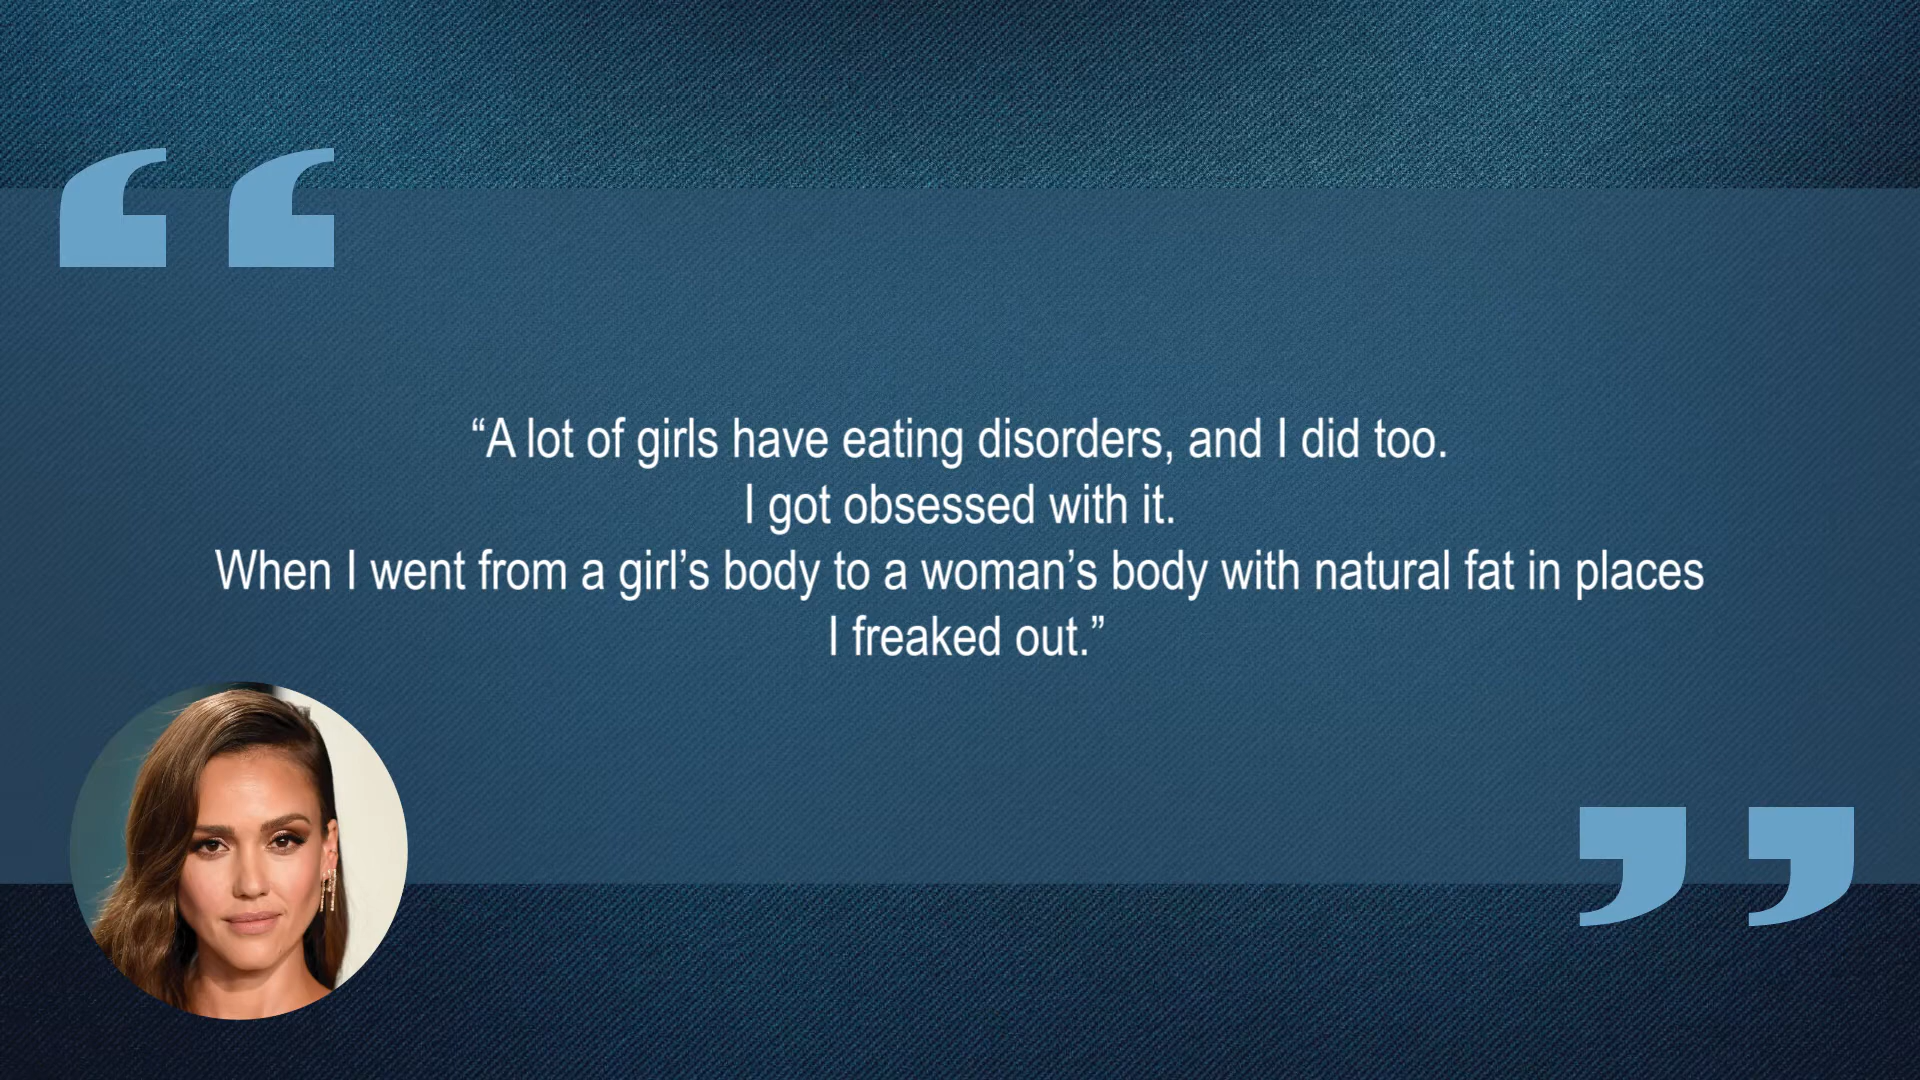 “A lot of girls have eating disorders, and I did too.
I got obsessed with it.
When I went from a girl’s body to a woman’s body with natural fat in places
I freaked out.”